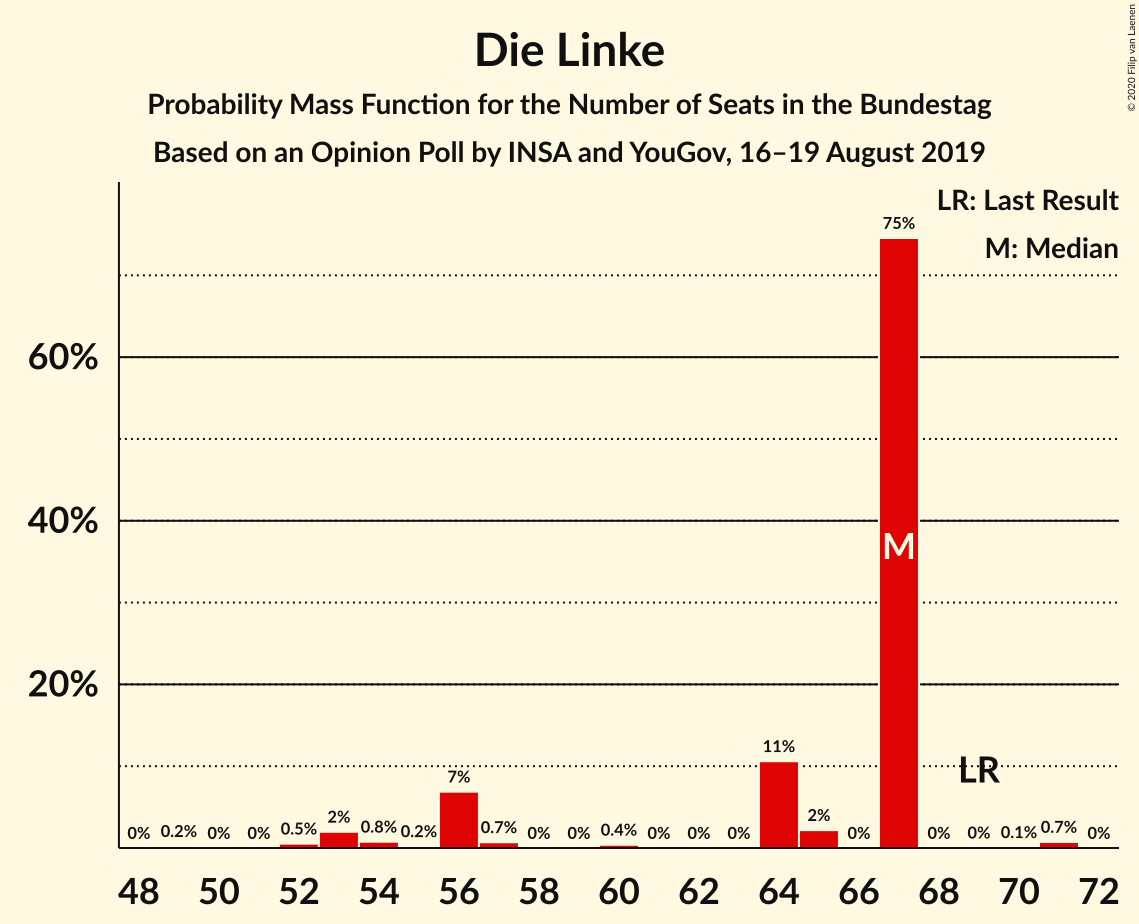 Die Linke
Probability Mass Function for the Number of Seats in the Bundestag
Based on an Opinion Poll by INSA and YouGov, 16–19 August 2019
© 2020 Filip van Laenen
LR: Last Result
M: Median
75%
60%
40%
M
20%
11%
LR
7%
0% 0.2% 0% 0% 0.5% 2% 0.8% 0.2% 0.7% 0% 0% 0.4% 0% 0% 0% 2% 0% 0% 0% 0.1% 0.7% 0%
48 50 52 54 56 58 60 62 64 66 68 70 72